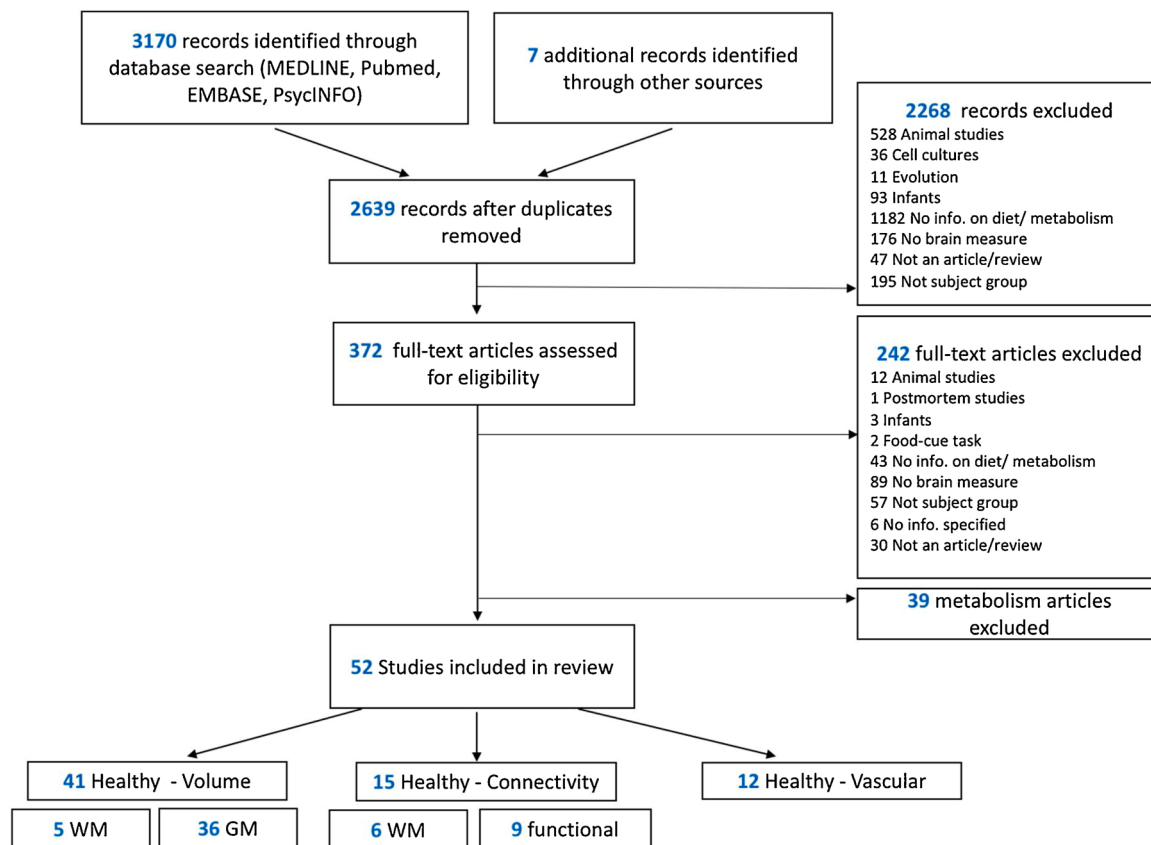 3170 records identified through
database search (MEDLINE, Pubmed,
EMBASE, PsycINFO)
7 additional records identified
through other sources
2639 records after duplicates
removed
2268 records excluded
528 Animal studies
36 Cell cultures
11 Evolution
93 Infants
1182 No info. on diet/ metabolism
176 No brain measure
47 Not an article/review
195 Not subject group
372 full-text articles assessed
for eligibility
242 full-text articles excluded
12 Animal studies
1 Postmortem studies
3 Infants
2 Food-cue task
43 No info. on diet/ metabolism
89 No brain measure
57 Not subject group
6 No info. specified
30 Not an article/review
39 metabolism articles
excluded
52 Studies included in review
41 Healthy - Volume
15 Healthy - Connectivity
12 Healthy - Vascular
5 WM
36 GM
6 WM
9 functional